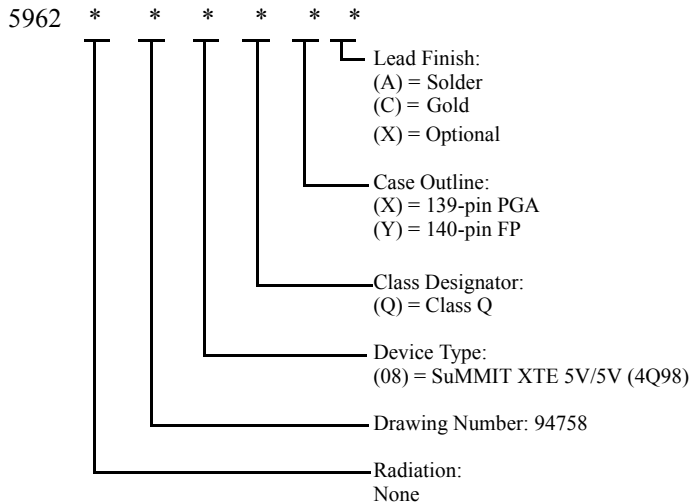 5962 * * * * * *
Lead Finish:
(A) = Solder
(C) = Gold
(X) = Optional
Case Outline:
(X) = 139-pin PGA
(Y) = 140-pin FP
Class Designator:
(Q) = Class Q
Device Type:
(08) = SuMMIT XTE 5V/5V (4Q98)
Drawing Number: 94758
Radiation:
None